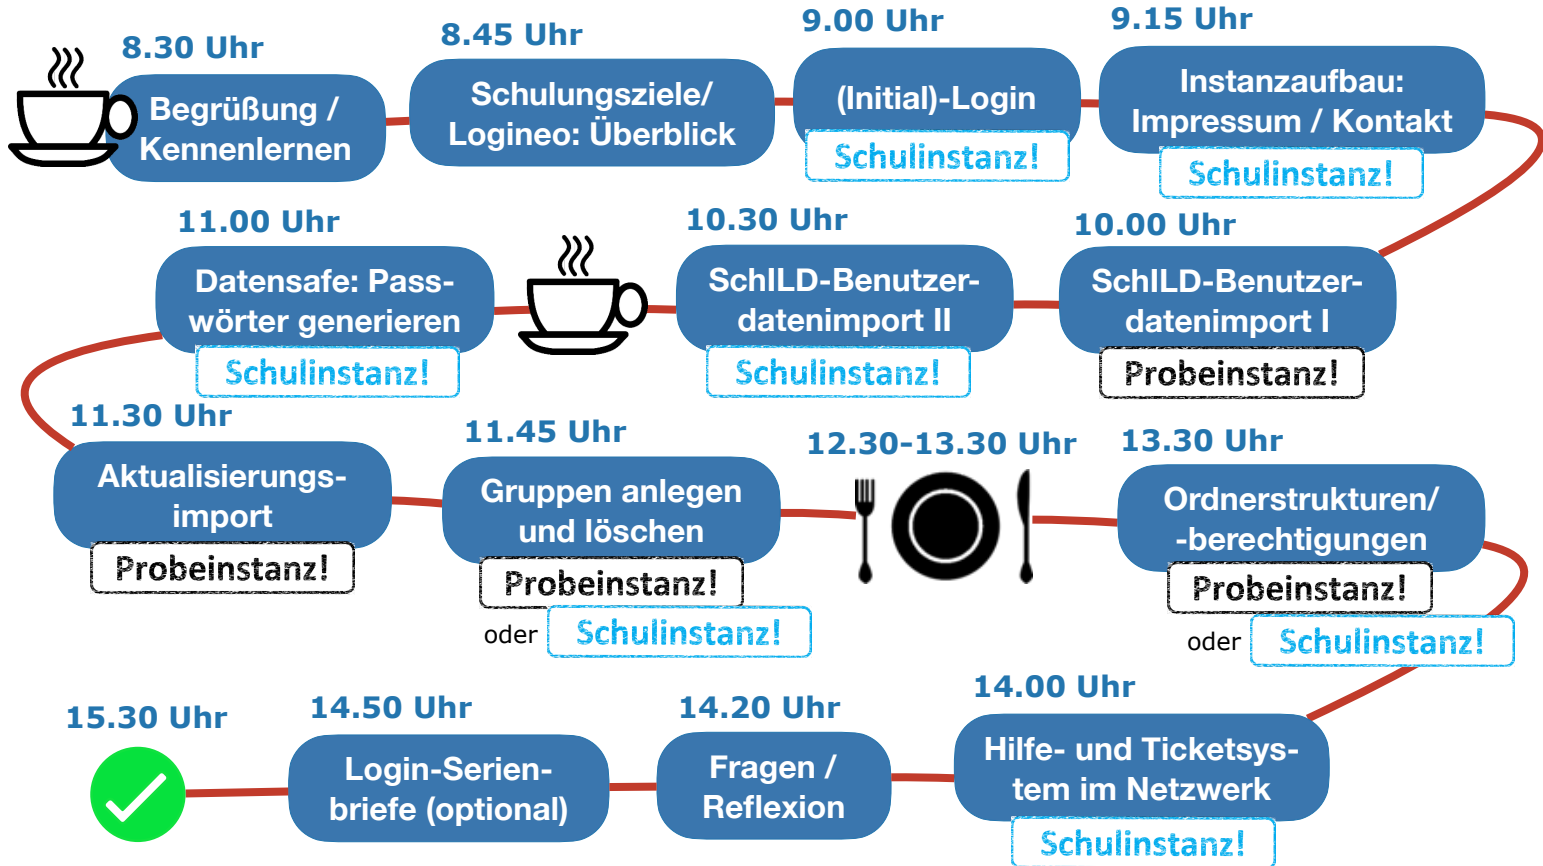 8.30 Uhr
Begrüßung /
Kennenlernen
8.45 Uhr
Schulungsziele/
Logineo: Überblick
9.00 Uhr
(Initial)-Login
Schulinstanz!
9.15 Uhr
Instanzaufbau:
Impressum / Kontakt
Schulinstanz!
10.00 Uhr
SchILD-Benutzer-
datenimport I
Probeinstanz!
10.30 Uhr
SchILD-Benutzer-
datenimport II
Schulinstanz!
11.00 Uhr
Datensafe: Pass-
wörter generieren
Schulinstanz!
11.30 Uhr
Aktualisierungs-
import
Probeinstanz!
11.45 Uhr
Gruppen anlegen
und löschen
Probeinstanz!
oder Schulinstanz!
12.30-13.30 Uhr
13.30 Uhr
Ordnerstrukturen/
-berechtigungen
Probeinstanz!
oder Schulinstanz!
14.00 Uhr
Hilfe- und Ticketsys-
tem im Netzwerk
Schulinstanz!
14.20 Uhr
Fragen /
Reflexion
14.50 Uhr
Login-Serien-
briefe (optional)
15.30 Uhr